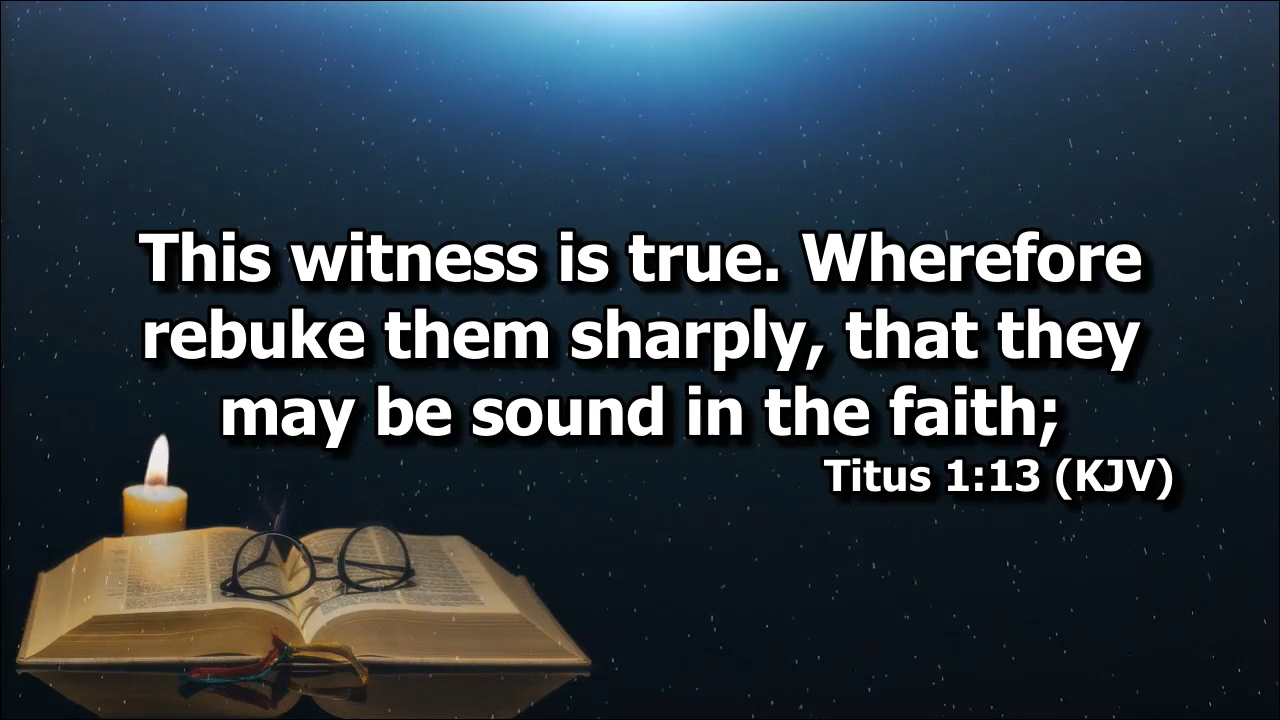 This witness is true. Wherefore
rebuke them sharply, that they
may be sound in the faith;
Titus 1:13 (KJV)